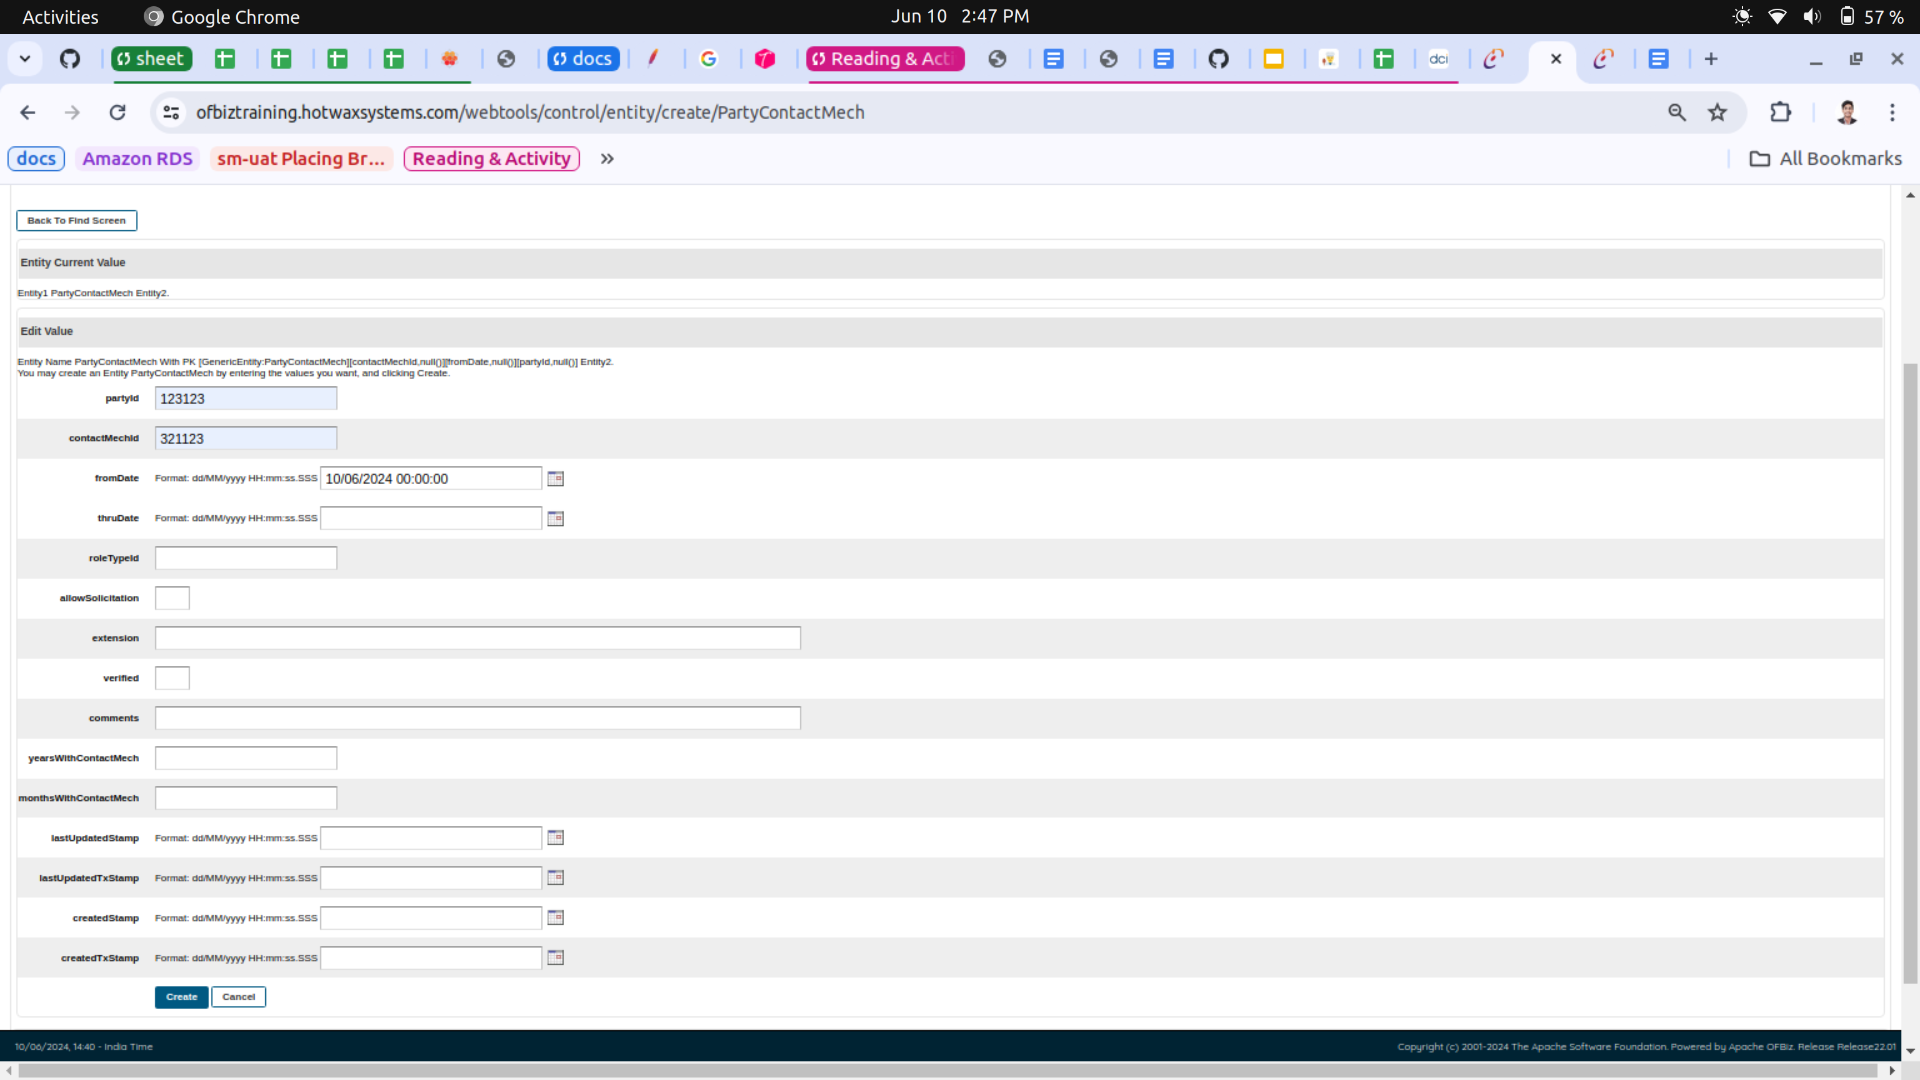 Activities
Google Chrome
Jun 10 2:47 PM
57 %
sheet
docs
Reading & Acti
dci
ofbiztraining.hotwaxsystems.com/webtools/control/entity/create/PartyContactMech
docs
Amazon RDS
sm-uat Placing Br...
Reading & Activity
All Bookmarks
Back To Find Screen
Entity Current Value
Entity1 PartyContactMech Entity2.
Edit Value
Entity Name PartyContactMech With PK [GenericEntity:PartyContactMech][contactMechId,null()][fromDate,null()][partyId,null()] Entity2.
You may create an Entity PartyContactMech by entering the values you want, and clicking Create.
partyId 123123
contactMechId 321123
fromDate Format: dd/MM/yyyy HH:mm:ss.SSS 10/06/2024 00:00:00
thruDate Format: dd/MM/yyyy HH:mm:ss.SSS
roleTypeId
allowSolicitation
extension
verified
comments
yearsWithContactMech
monthsWithContactMech
lastUpdatedStamp Format: dd/MM/yyyy HH:mm:ss.SSS
lastUpdatedTxStamp Format: dd/MM/yyyy HH:mm:ss.SSS
createdStamp Format: dd/MM/yyyy HH:mm:ss.SSS
createdTxStamp Format: dd/MM/yyyy HH:mm:ss.SSS
Create Cancel
10/06/2024, 14:40 - India Time
Copyright (c) 2001-2024 The Apache Software Foundation. Powered by Apache OFBiz. Release Release22.01